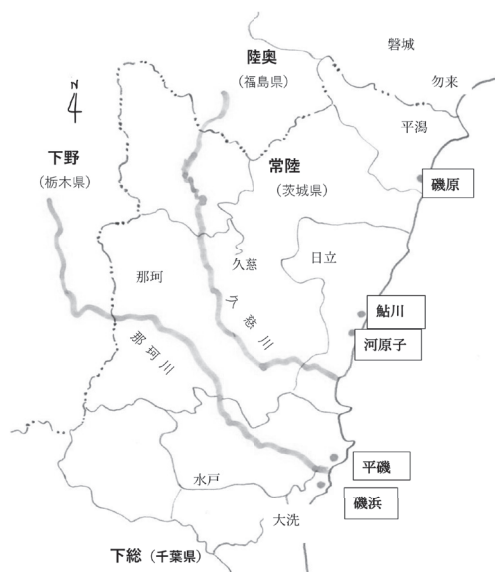 磐城
陸奥
(福島県)
勿来
N
平潟
下野
(栃木県)
常陸
(茨城県)
磯原
久慈
日立
那珂
久慈川
鮎川
河原子
那珂川
平磯
水戸
磯浜
大洗
下総(千葉県)